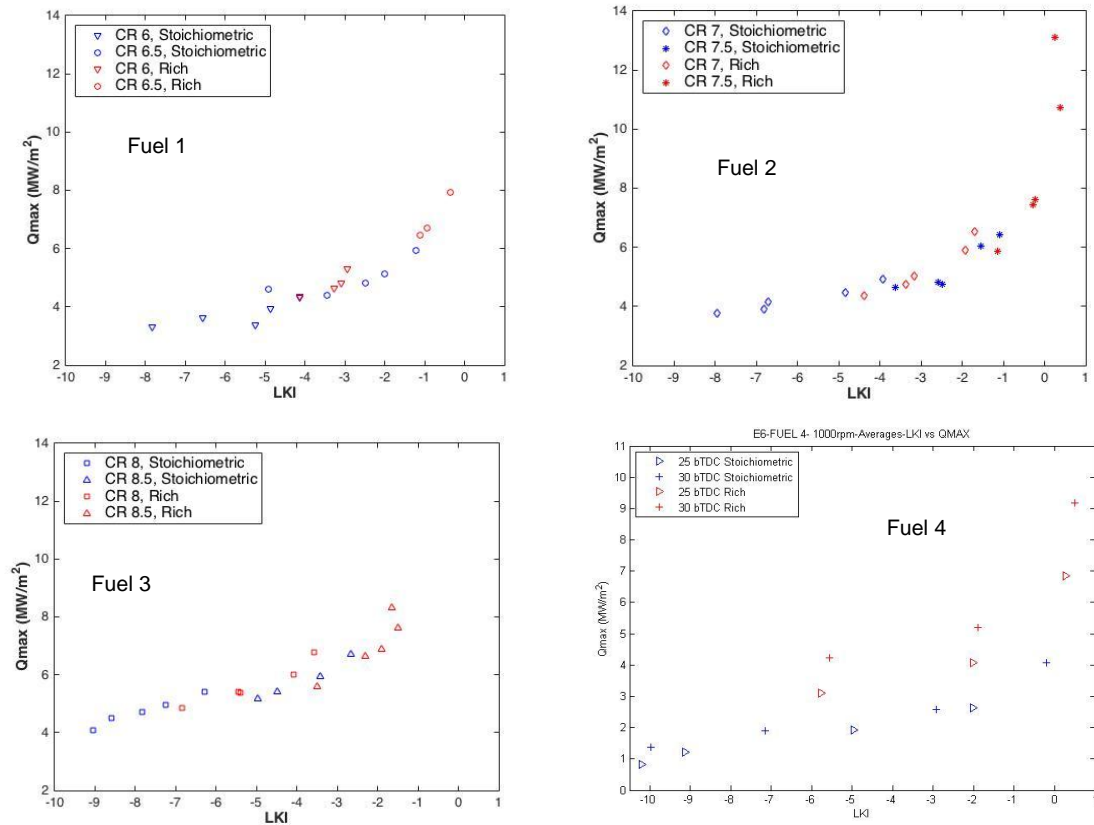 14
CR 6, Stoichiometric
CR 6.5, Stoichiometric
CR 6, Rich
CR 6.5, Rich
12
Fuel 1
10
8
6
4
2
Qmax (MW/m²)
-10 -9 -8 -7 -6 -5 -4 -3 -2 -1 0 1
LKI
14
CR 7, Stoichiometric
CR 7.5, Stoichiometric
CR 7, Rich
CR 7.5, Rich
12
Fuel 2
10
8
6
4
2
Qmax (MW/m²)
-10 -9 -8 -7 -6 -5 -4 -3 -2 -1 0 1
LKI
14
CR 8, Stoichiometric
CR 8.5, Stoichiometric
CR 8, Rich
CR 8.5, Rich
12
10
Fuel 3
8
6
4
2
Qmax (MW/m²)
-10 -9 -8 -7 -6 -5 -4 -3 -2 -1 0 1
LKI
E6-FUEL 4- 1000rpm-Averages-LKI vs QMAX
11
25 bTDC Stoichiometric
30 bTDC Stoichiometric
25 bTDC Rich
30 bTDC Rich
10
9
Fuel 4
8
7
6
5
4
3
2
1
0
Qmax (MW/m²)
-10 -9 -8 -7 -6 -5 -4 -3 -2 -1 0 1
LKI